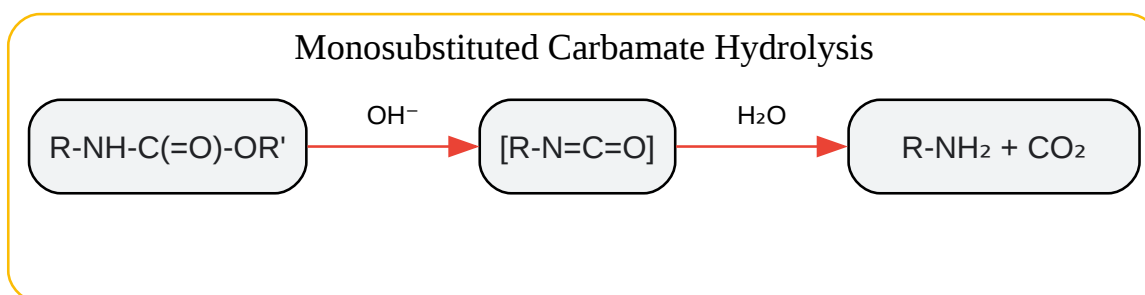 Monosubstituted Carbamate Hydrolysis
OH⁻
H₂O
R-NH-C(=O)-OR'
[R-N=C=O]
R-NH₂ + CO₂